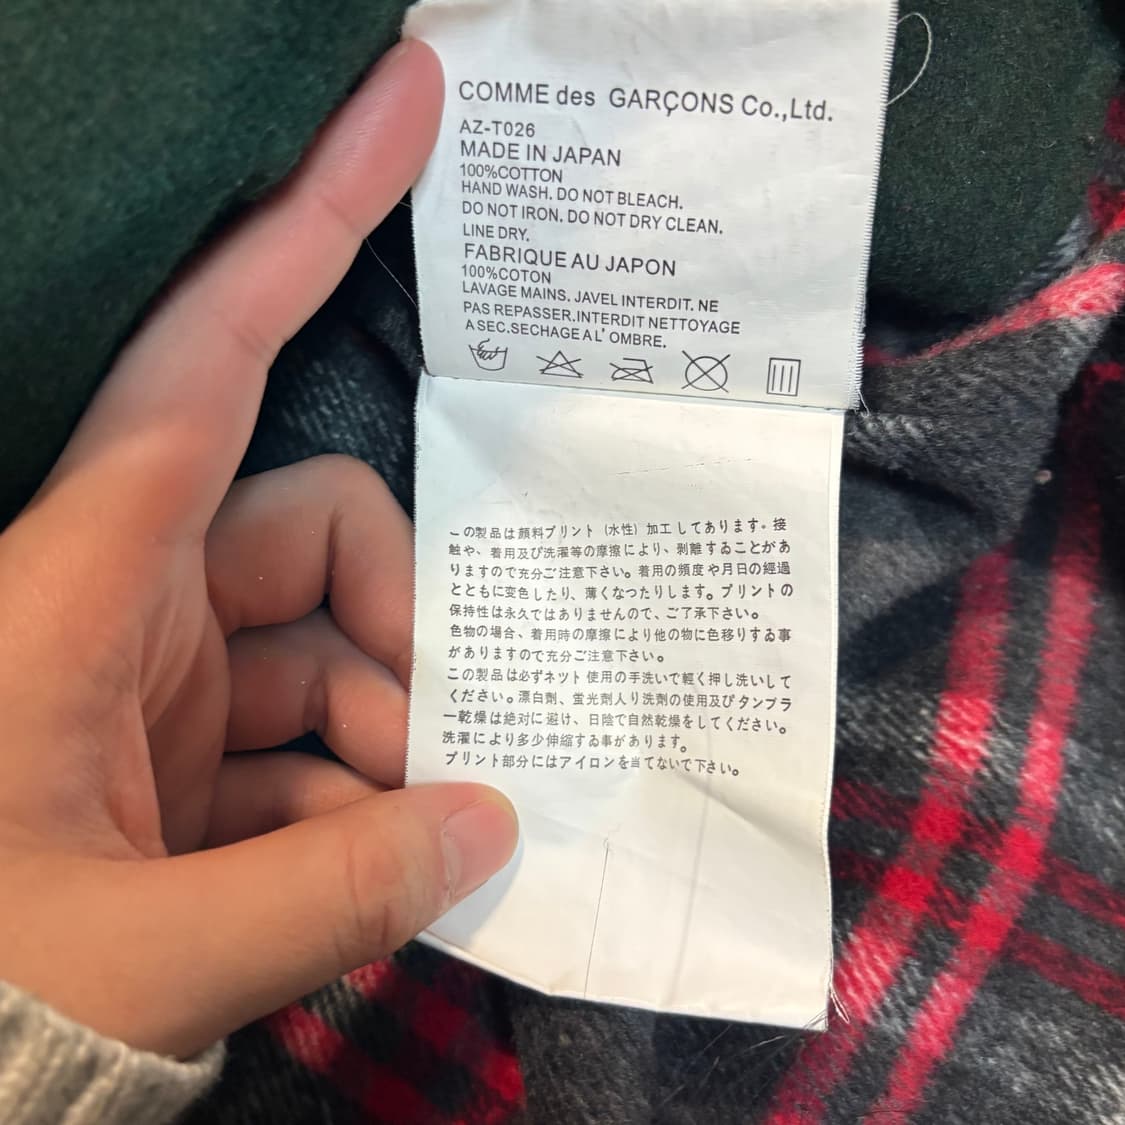 COMME des GARÇONS Co.,Ltd.
AZ-T026
MADE IN JAPAN
100%COTTON
HAND WASH. DO NOT BLEACH.
DO NOT IRON. DO NOT DRY CLEAN.
LINE DRY.
FABRIQUE AU JAPON
100%COTON
LAVAGE MAINS. JAVEL INTERDIT. NE
PAS REPASSER.INTERDIT NETTOYAGE
A SEC.SECHAGE A L' OMBRE.
この製品は顔料プリント (水性) 加工してあります。接
触や、着用及び洗濯等の摩擦により、剥離するゐことがあ
りますので充分ご注意下さい。着用の頻度や月日の経過
とともに変色したり、薄くなつたりします。プリントの
保持性は永久ではありませんので、ご了承下さい。
色物の場合、着用時の摩擦により他の物に色移りすゐ事
がありますので充分ご注意下さい。
この製品は必ずネット使用の手洗いで軽く押し洗いして
ください。漂白劑、蛍光劑人り洗劑の使用及びタンブラ
ー乾燥は絶対に避け、日陰で自然乾燥をしてください。
洗濯により多少伸縮すゐ事があります。
プリント部分にはアイロンを当てないで下さい。